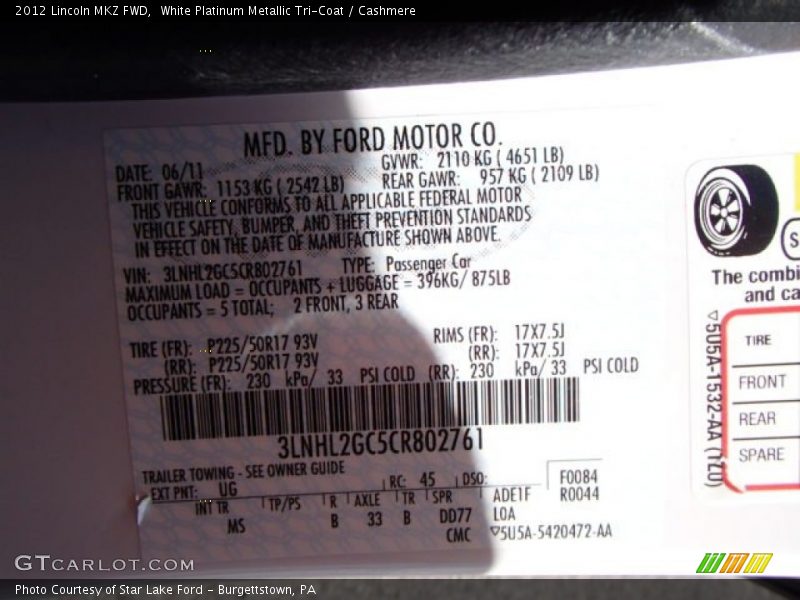 2012 Lincoln MKZ FWD,  White Platinum Metallic Tri-Coat / Cashmere
MFD. BY FORD MOTOR CO.
DATE: 06/11 GVWR: 2110 KG ( 4651 LB)
FRONT GAWR: 1153 KG ( 2542 LB) REAR GAWR: 957 KG ( 2109 LB)
THIS VEHICLE CONFORMS TO ALL APPLICABLE FEDERAL MOTOR
VEHICLE SAFETY, BUMPER, AND THEFT PREVENTION STANDARDS
IN EFFECT ON THE DATE OF MANUFACTURE SHOWN ABOVE.
VIN: 3LNHL2GC5CR802761 TYPE: Passenger Car
MAXIMUM LOAD = OCCUPANTS + LUGGAGE = 396KG/ 875LB
OCCUPANTS = 5 TOTAL; 2 FRONT, 3 REAR
TIRE (FR): P225/50R17 93V RIMS (FR): 17X7.5J
(RR): P225/50R17 93V (RR): 17X7.5J
PRESSURE (FR): 230 kPa/ 33 PSI COLD (RR): 230 kPa/ 33 PSI COLD
3LNHL2GC5CR802761
TRAILER TOWING - SEE OWNER GUIDE
EXT PNT: UG RC: 45 DSO: F0084
INT TR TP/PS R AXLE TR SPR ADE1F R0044
MS B 33 B DD77 LOA
CMC ▽5U5A-5420472-AA
The combi
and ca
▽5U5A-1532-AA (TL0)
TIRE
FRONT
REAR
SPARE
GTCARLOT.COM
Photo Courtesy of Star Lake Ford - Burgettstown, PA